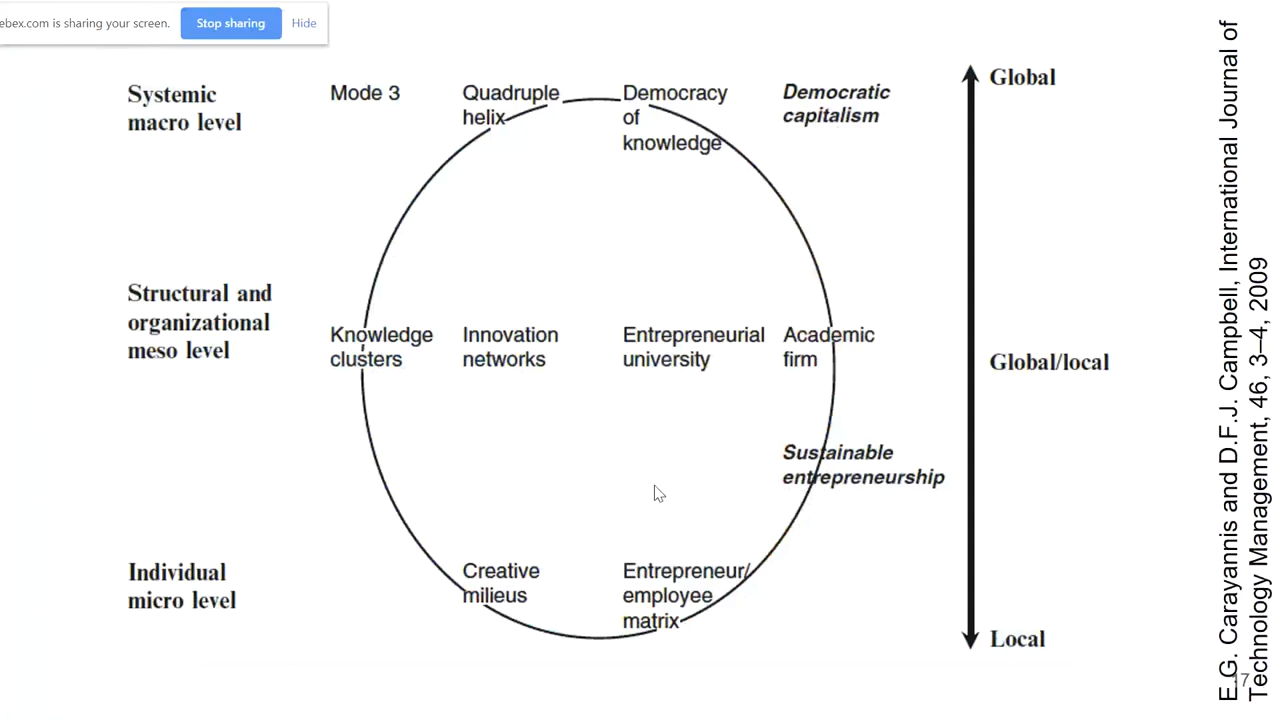 ebex.com is sharing your screen. Stop sharing Hide
Systemic
macro level
Mode 3
Quadruple
helix
Democracy
of
knowledge
Democratic
capitalism
Global
Structural and
organizational
meso level
Knowledge
clusters
Innovation
networks
Entrepreneurial
university
Academic
firm
Global/local
Sustainable
entrepreneurship
Individual
micro level
Creative
milieus
Entrepreneur/
employee
matrix
Local
E.G. Carayannis and D.F.J. Campbell, International Journal of
Technology Management, 46, 3–4, 2009